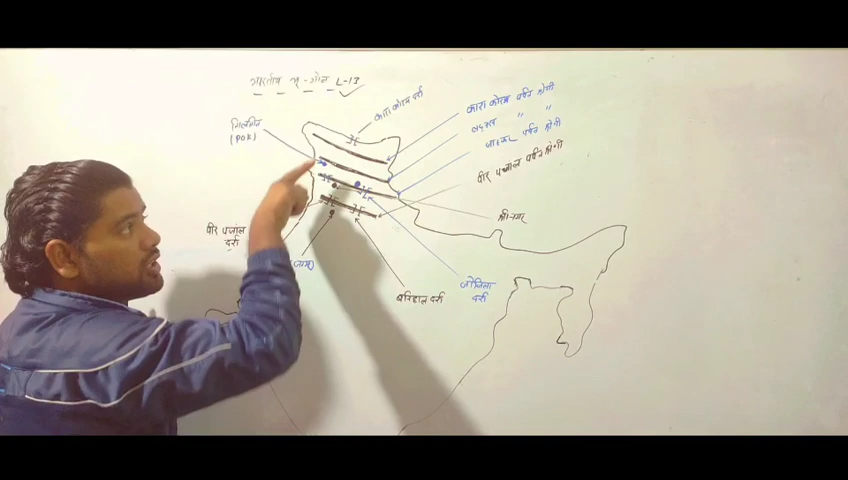 भारतीय भू-गोल L-13
कारा कोरम दर्रा
गिलगित
(POK)
कारा कोरम पर्वत श्रेणी
लद्दाख " "
जास्कर पर्वत श्रेणी
पीर पंजाल पर्वत श्रेणी
श्री-नगर
पीर पंजाल
दर्रा
जोजिला
दर्रा
बनिहाल दर्रा